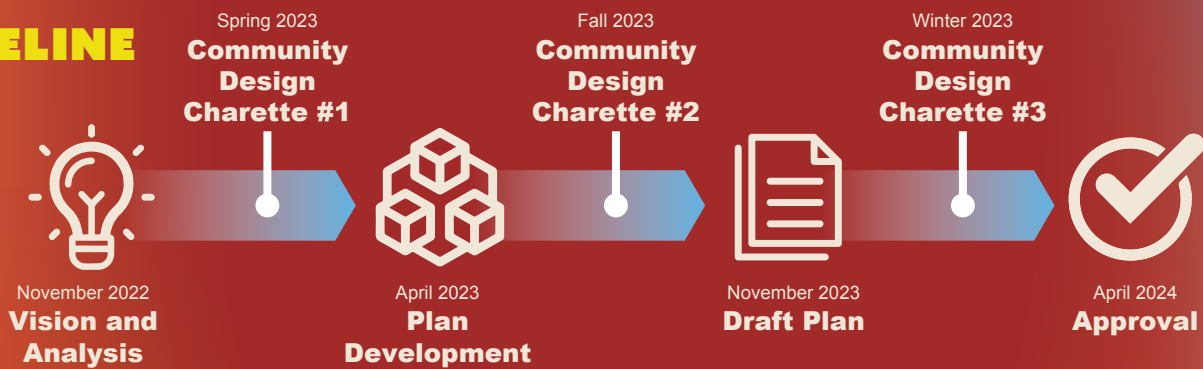 ELINE
Spring 2023
Community
Design
Charette #1
Fall 2023
Community
Design
Charette #2
Winter 2023
Community
Design
Charette #3
November 2022
Vision and
Analysis
April 2023
Plan
Development
November 2023
Draft Plan
April 2024
Approval